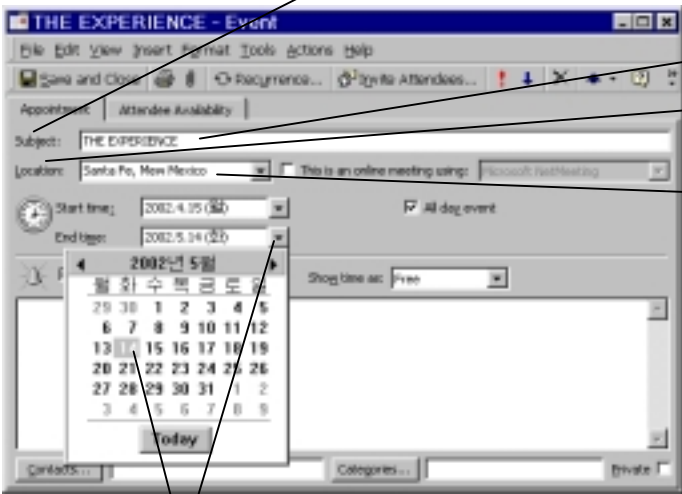 THE EXPERIENCE - Event
File Edit View Insert Format Tools Actions Help
Save and Close Recurrence... Invite Attendees...
Appointment Attendee Availability
Subject: THE EXPERIENCE
Location: Santa Fe, Mew Mexico This is an online meeting using: Microsoft NetMeeting
Start time: 2002.4.15 (월) All day event
End time: 2002.5.14 (화)
2002년 5월
월 화 수 목 금 토 일
Show time as: Free
29 30 1 2 3 4 5
6 7 8 9 10 11 12
13 14 15 16 17 18 19
20 21 22 23 24 25 26
27 28 29 30 31 1 2
3 4 5 6 7 8 9
Today
Contacts... Categories... Private